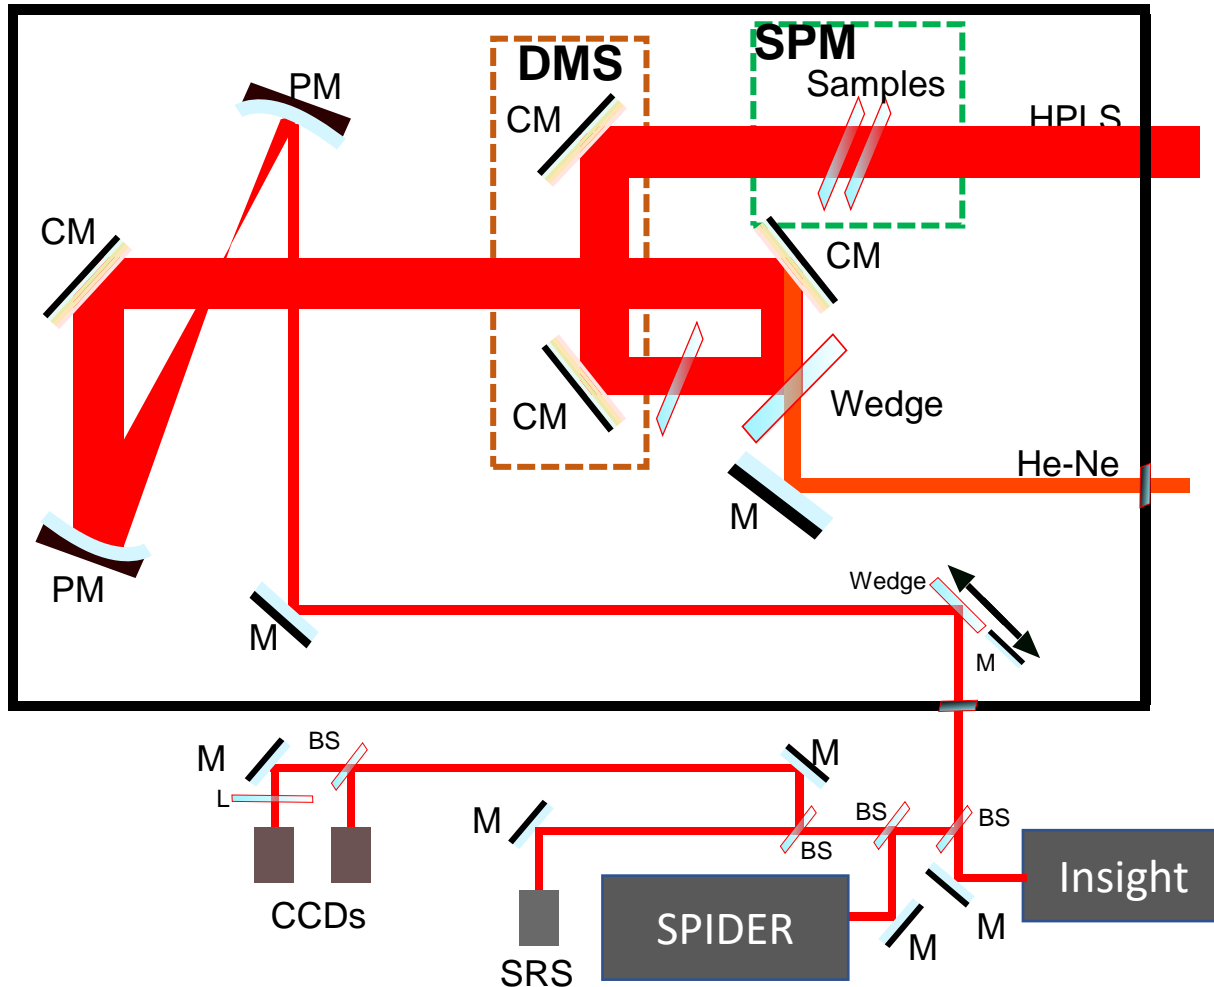 SPM
DMS
PM
Samples
CM
HPLS
CM
CM
Wedge
CM
He-Ne
M
PM
Wedge
M
M
BS
M
M
L
M
BS
BS
BS
Insight
CCDs
SPIDER
M
M
SRS